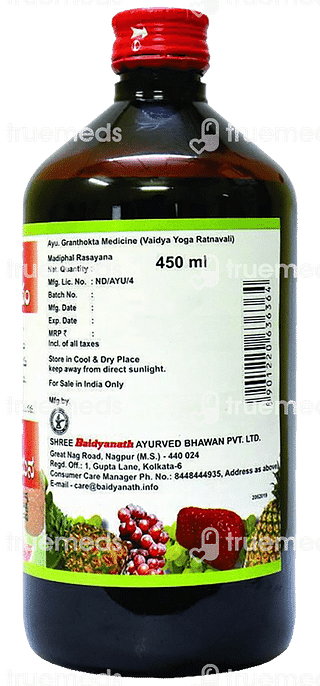 Ayu. Granthokta Medicine (Vaidya Yoga Ratnavali)
Madiphal Rasayana
Net. Quantity : 450 ml
Mfg. Lic. No. : ND/AYU/4
Batch No. :
Mfg. Date :
Exp. Date :
MRP ₹ :
Incl. of all taxes
Store in Cool & Dry Place
keep away from direct sunlight.
For Sale in India Only
Mfg by.
SHREE Baidyanath AYURVED BHAWAN PVT. LTD.
Great Nag Road, Nagpur (M.S.) - 440 024
Regd. Off.: 1, Gupta Lane, Kolkata-6
Consumer Care Manager Ph. No.: 8448444935, Address as above
E-mail - care@baidyanath.info
8901220636364
truemeds